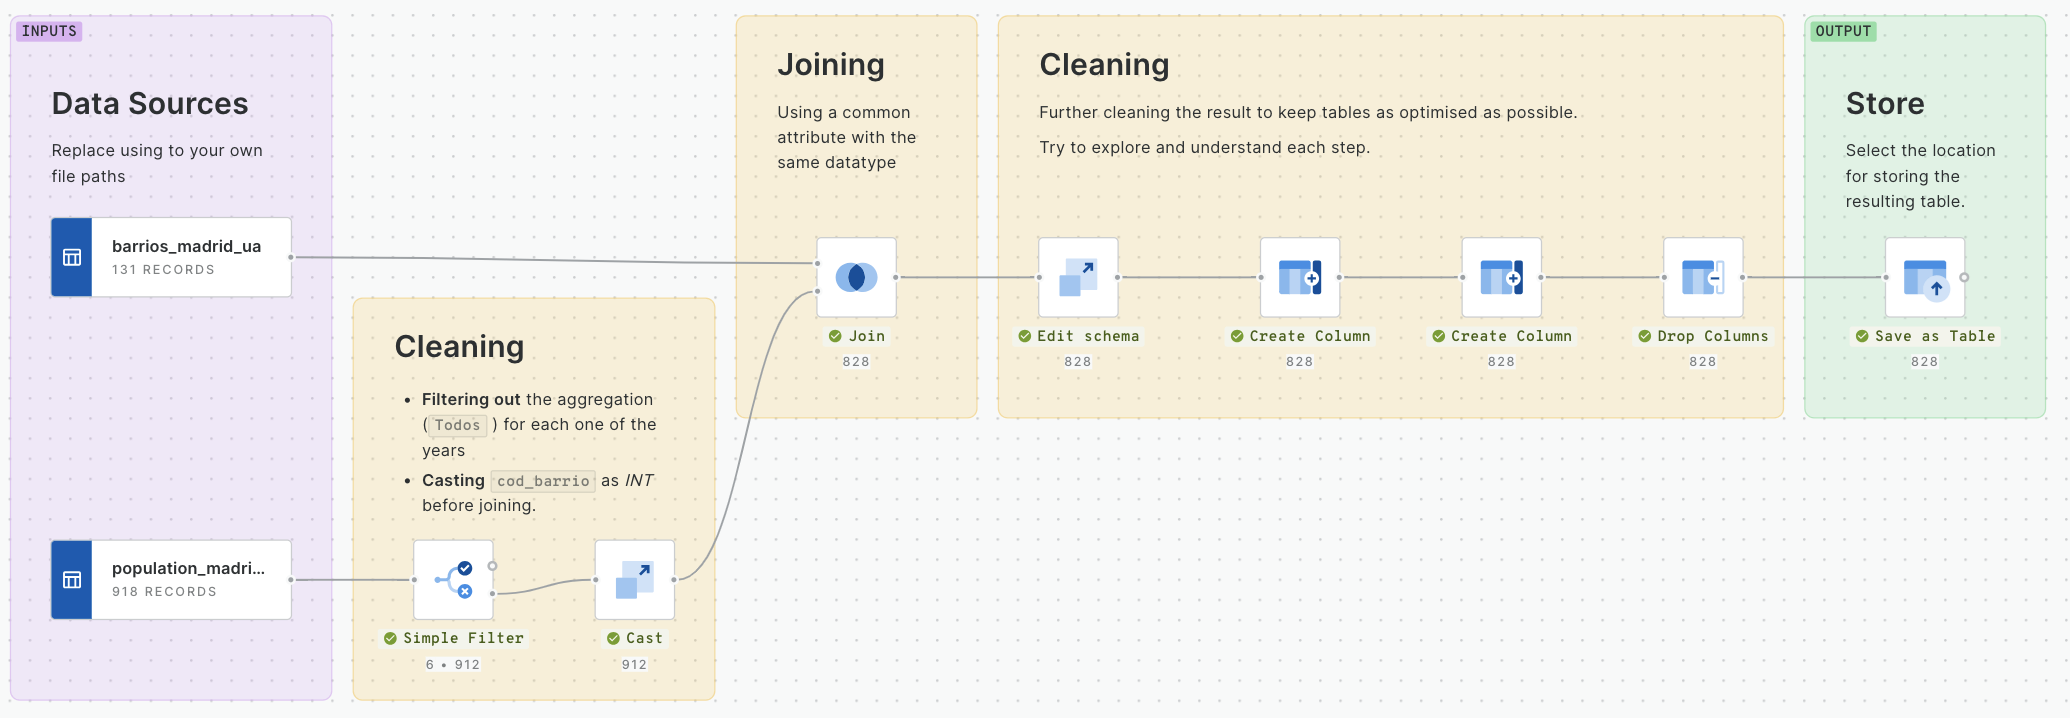 INPUTS
Data Sources
Replace using to your own
file paths
barrios_madrid_ua
131 RECORDS
population_madri...
918 RECORDS
Cleaning
• Filtering out the aggregation
( Todos ) for each one of the
years
• Casting cod_barrio as INT
before joining.
Simple Filter
6 • 912
Cast
912
Joining
Using a common
attribute with the
same datatype
Join
828
Cleaning
Further cleaning the result to keep tables as optimised as possible.
Try to explore and understand each step.
Edit schema
828
Create Column
828
Create Column
828
Drop Columns
828
OUTPUT
Store
Select the location
for storing the
resulting table.
Save as Table
828